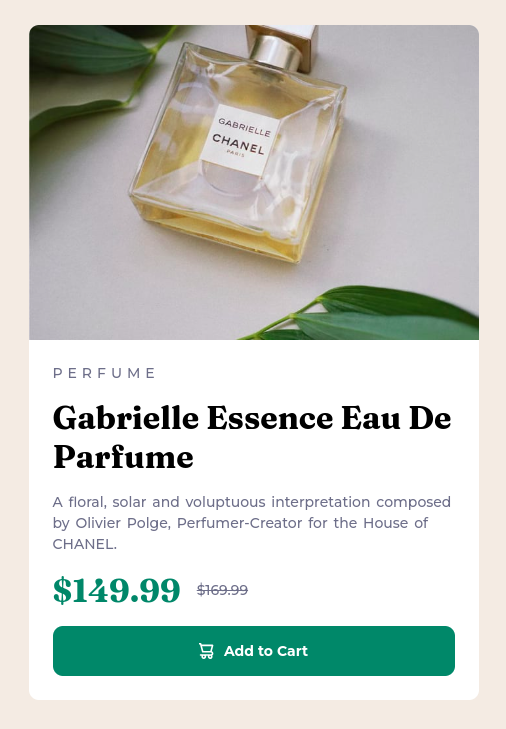 GABRIELLE
CHANEL
PARIS
PERFUME
Gabrielle Essence Eau De
Parfume
A floral, solar and voluptuous interpretation composed
by Olivier Polge, Perfumer-Creator for the House of
CHANEL.
$149.99 $169.99
Add to Cart